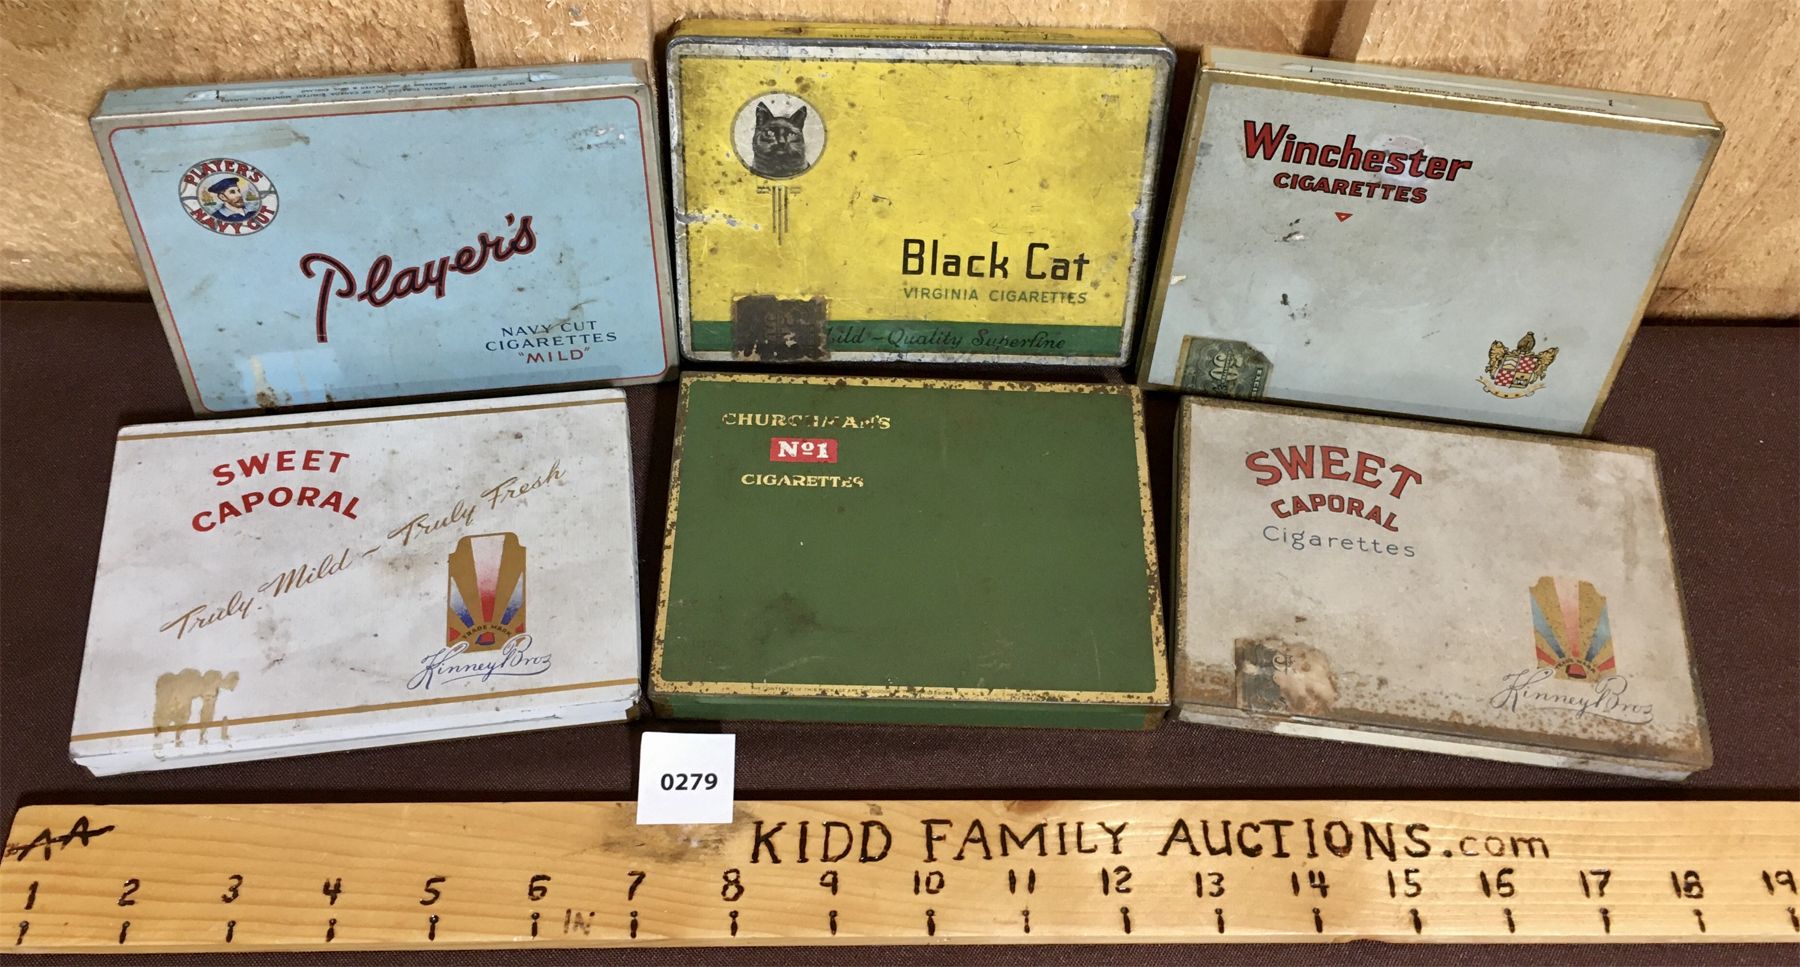 PLAYER'S
NAVY CUT
Player's
NAVY CUT
CIGARETTES
"MILD"
Black Cat
VIRGINIA CIGARETTES
Mild - Quality Superfine
Winchester
CIGARETTES
SWEET
CAPORAL
Truly Mild - Truly Fresh
TRADE MARK
Kinney Bros
CHURCHMAN'S
No1
CIGARETTES
SWEET
CAPORAL
Cigarettes
Kinney Bros
0279
AA
KIDD FAMILY AUCTIONS.com
1 2 3 4 5 6 7 8 9 10 11 12 13 14 15 16 17 18 19
IN